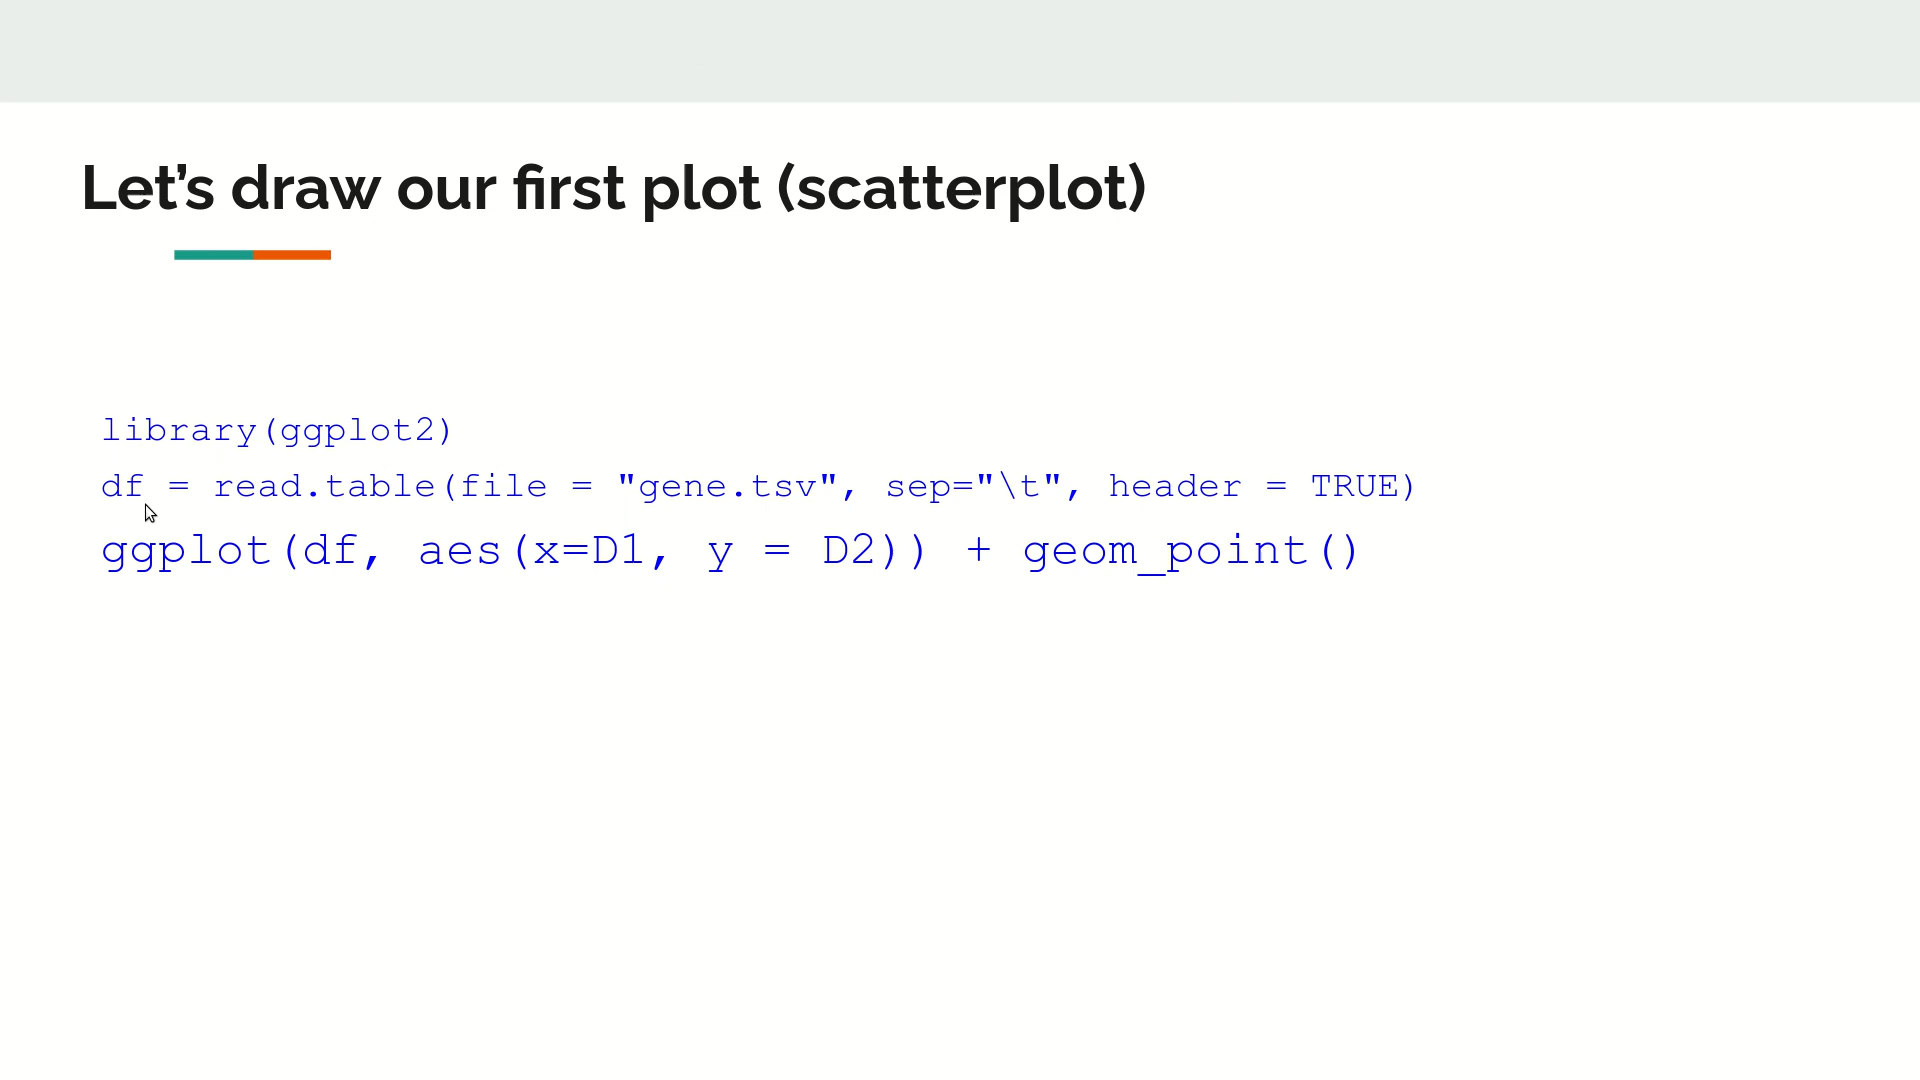 Let’s draw our first plot (scatterplot)
library(ggplot2)
df = read.table(file = "gene.tsv", sep="\t", header = TRUE)
ggplot(df, aes(x=D1, y = D2)) + geom_point()